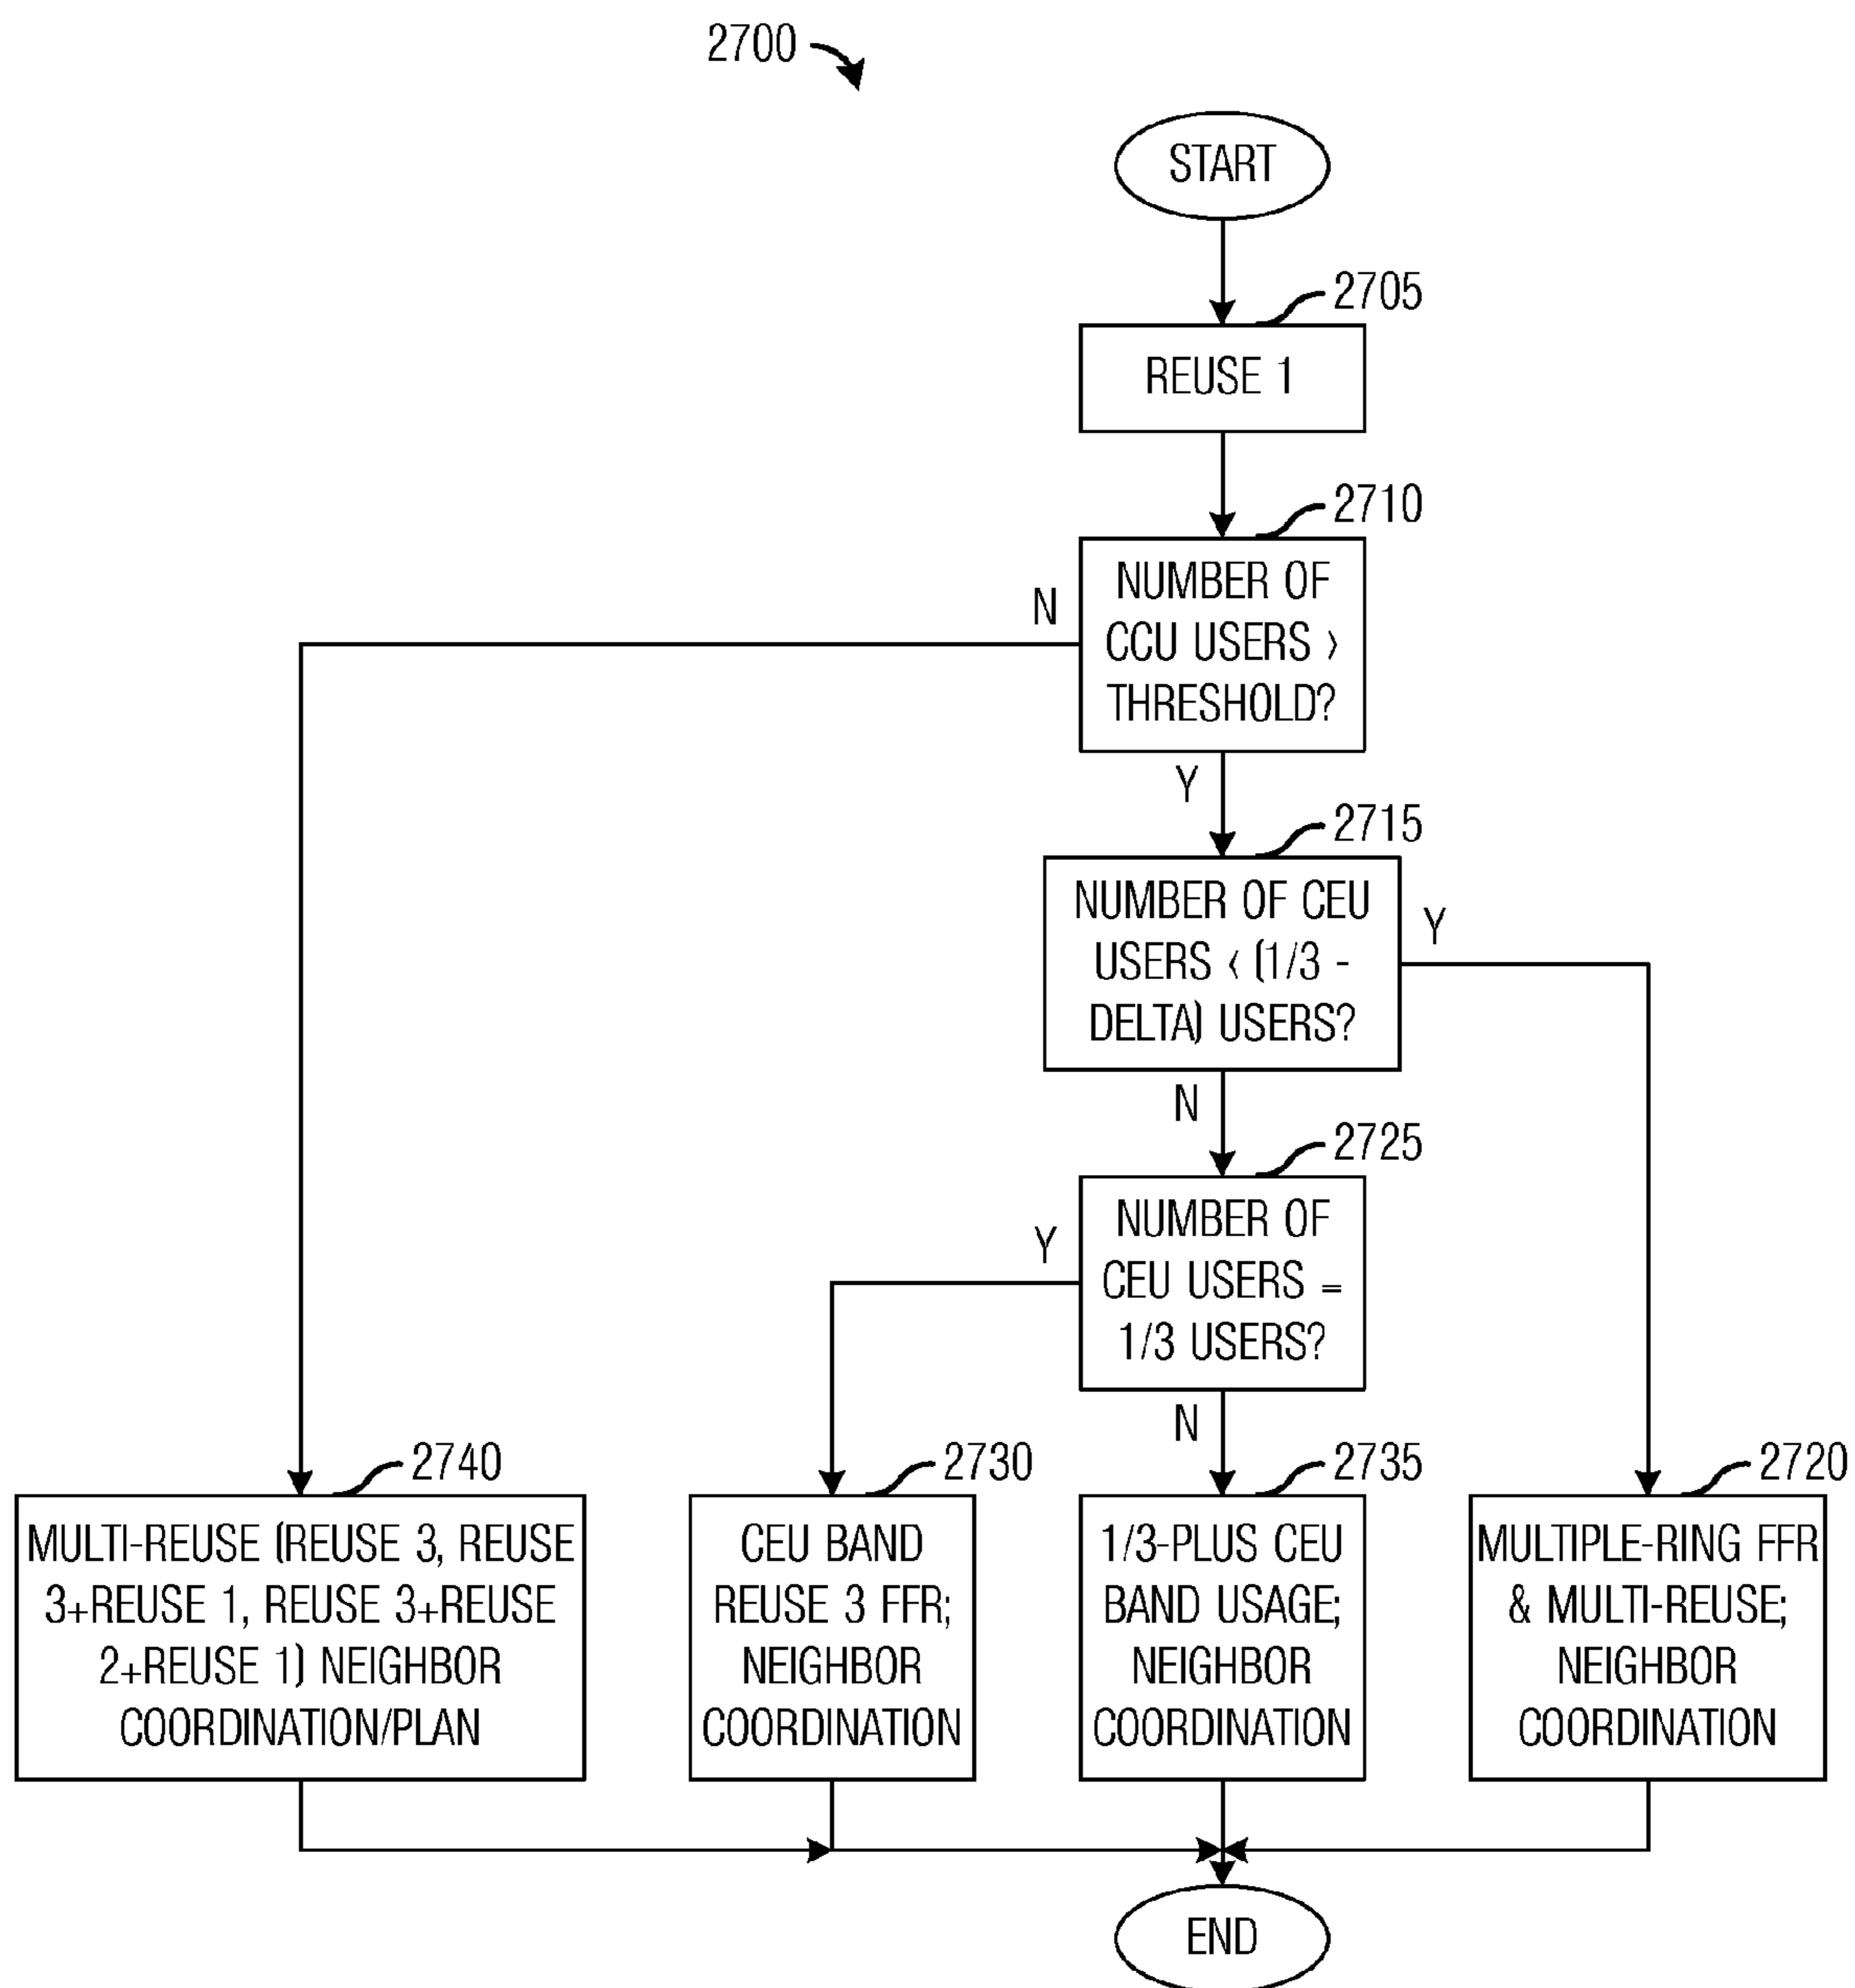 2700
START
2705
REUSE 1
2710
NUMBER OF
CCU USERS >
THRESHOLD?
N
Y
2715
NUMBER OF CEU
USERS < (1/3 -
DELTA) USERS?
Y
N
2725
NUMBER OF
CEU USERS =
1/3 USERS?
Y
N
2740
MULTI-REUSE (REUSE 3, REUSE
3+REUSE 1, REUSE 3+REUSE
2+REUSE 1) NEIGHBOR
COORDINATION/PLAN
2730
CEU BAND
REUSE 3 FFR;
NEIGHBOR
COORDINATION
2735
1/3-PLUS CEU
BAND USAGE;
NEIGHBOR
COORDINATION
2720
MULTIPLE-RING FFR
& MULTI-REUSE;
NEIGHBOR
COORDINATION
END